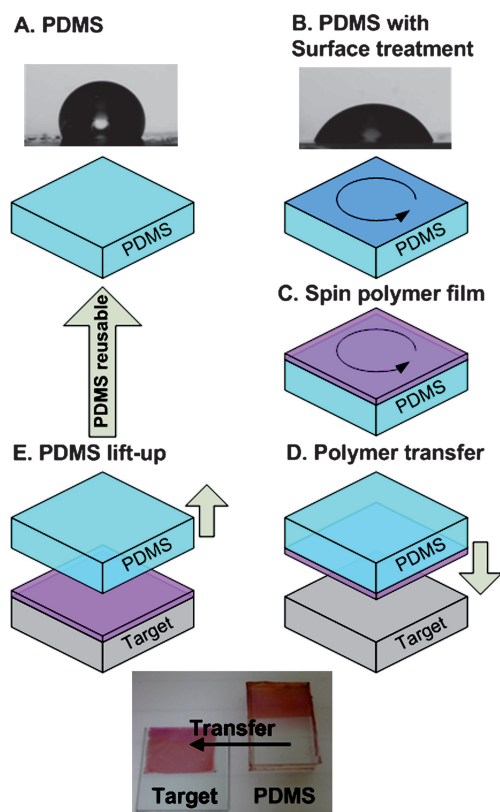 A. PDMS
B. PDMS with
Surface treatment
PDMS
PDMS
C. Spin polymer film
PDMS reusable
PDMS
E. PDMS lift-up
D. Polymer transfer
PDMS
PDMS
Target
Target
Transfer
Target
PDMS